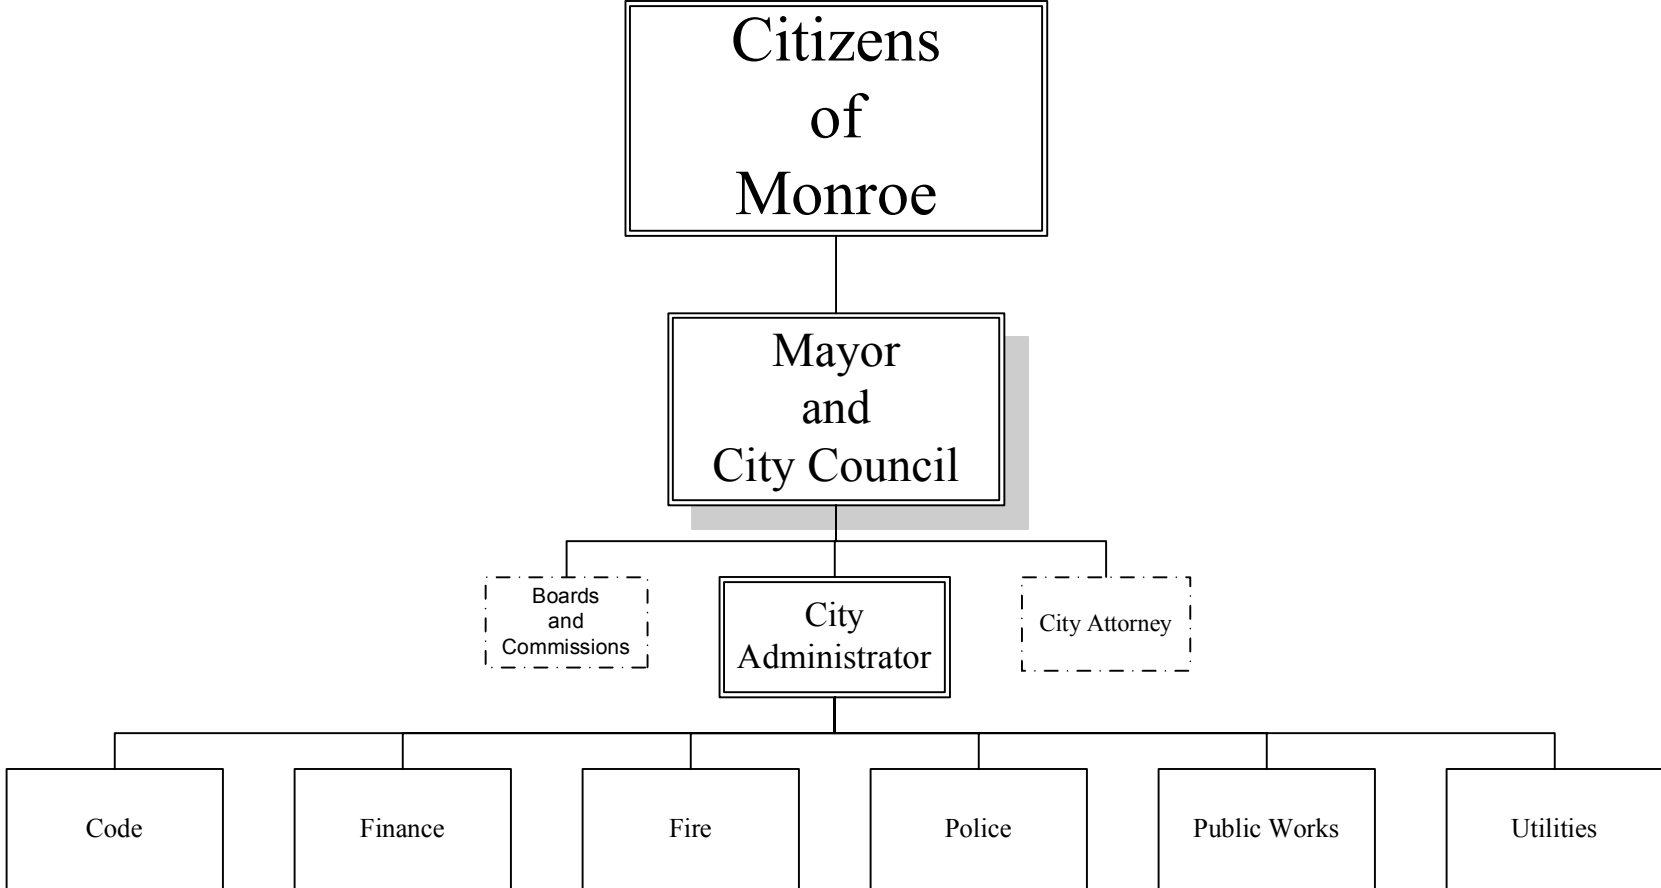 Citizens
of
Monroe
Mayor
and
City Council
Boards
and
Commissions
City
Administrator
City Attorney
Code
Finance
Fire
Police
Public Works
Utilities